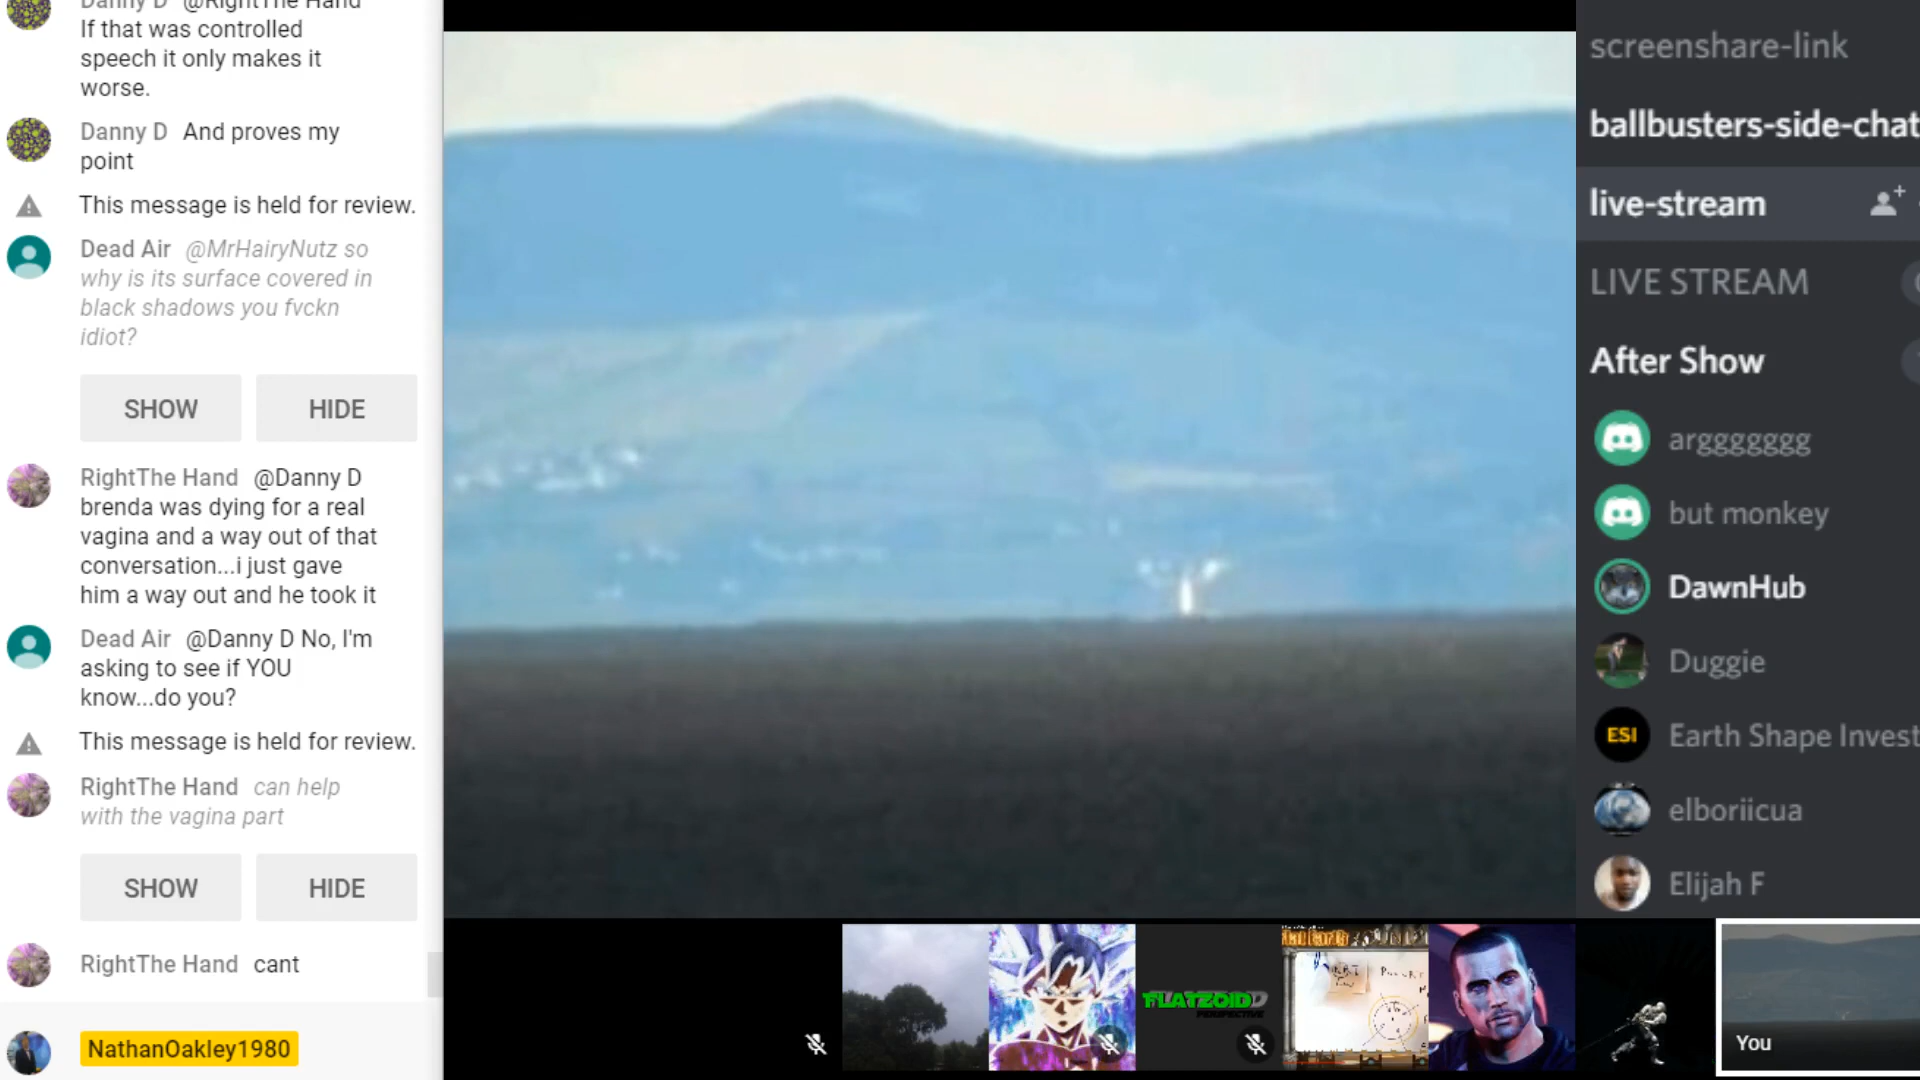 Danny D @RightThe Hand
If that was controlled
speech it only makes it
worse.
Danny D And proves my
point
This message is held for review.
Dead Air @MrHairyNutz so
why is its surface covered in
black shadows you fvckn
idiot?
SHOW HIDE
RightThe Hand @Danny D
brenda was dying for a real
vagina and a way out of that
conversation...i just gave
him a way out and he took it
Dead Air @Danny D No, I'm
asking to see if YOU
know...do you?
This message is held for review.
RightThe Hand can help
with the vagina part
SHOW HIDE
RightThe Hand cant
NathanOakley1980
screenshare-link
ballbusters-side-chat
live-stream
LIVE STREAM
After Show
argggggggg
but monkey
DawnHub
Duggie
ESI Earth Shape Invest
elboriicua
Elijah F
FLATZOIDD
PERSPECTIVE
You